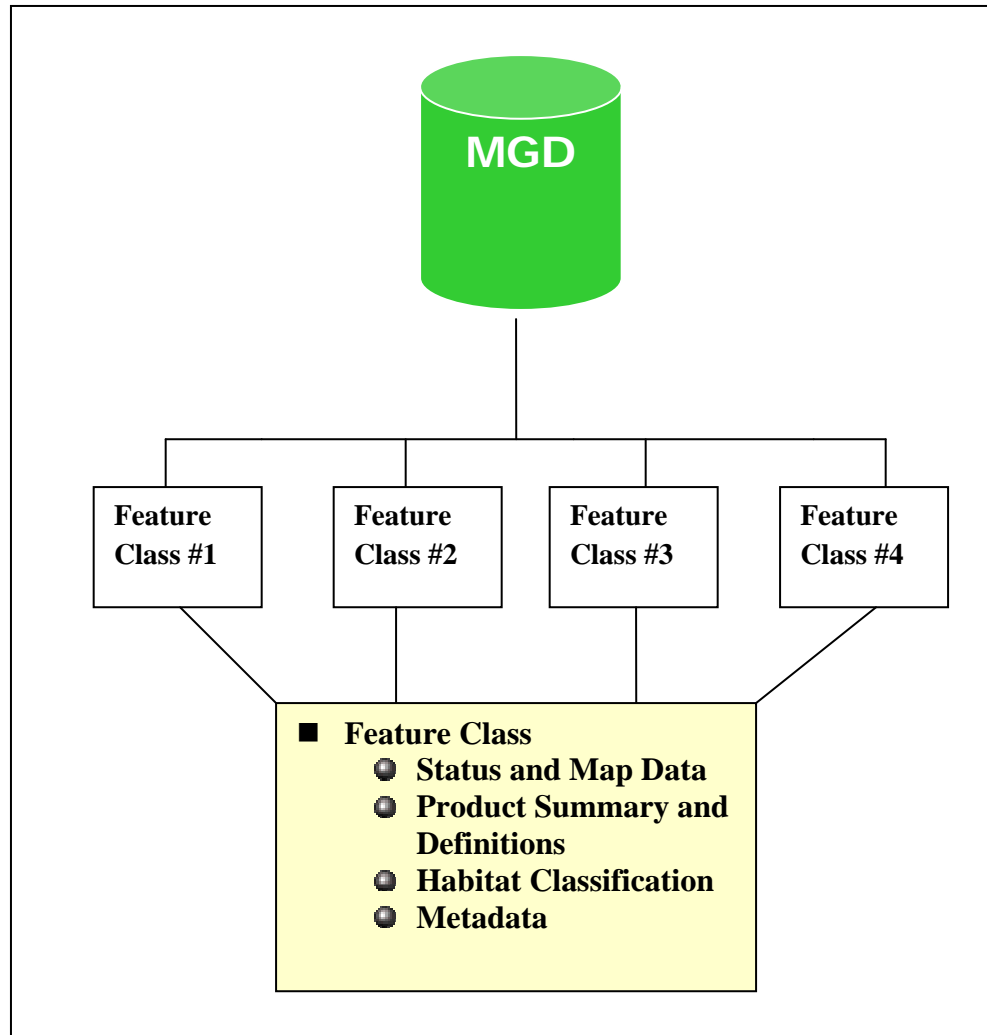 MGD
Feature
Class #1
Feature
Class #2
Feature
Class #3
Feature
Class #4
Feature Class
Status and Map Data
Product Summary and
Definitions
Habitat Classification
Metadata